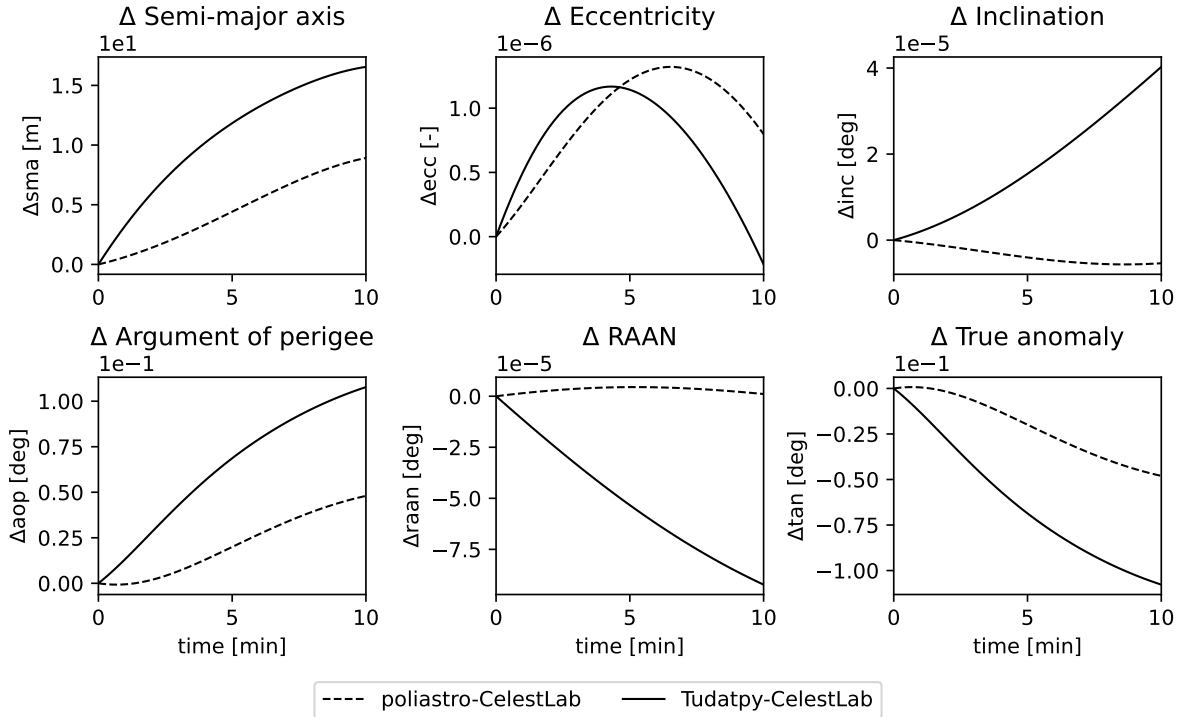 Δ Semi-major axis
1e1
Δsma [m]
1.5
1.0
0.5
0.0
0 5 10
Δ Eccentricity
1e−6
Δecc [-]
1.0
0.5
0.0
0 5 10
Δ Inclination
1e−5
Δinc [deg]
4
2
0
0 5 10
Δ Argument of perigee
1e−1
Δaop [deg]
1.00
0.75
0.50
0.25
0.00
0 5 10
time [min]
Δ RAAN
1e−5
Δraan [deg]
0.0
−2.5
−5.0
−7.5
0 5 10
time [min]
Δ True anomaly
1e−1
Δtan [deg]
0.00
−0.25
−0.50
−0.75
−1.00
0 5 10
time [min]
poliastro-CelestLab Tudatpy-CelestLab